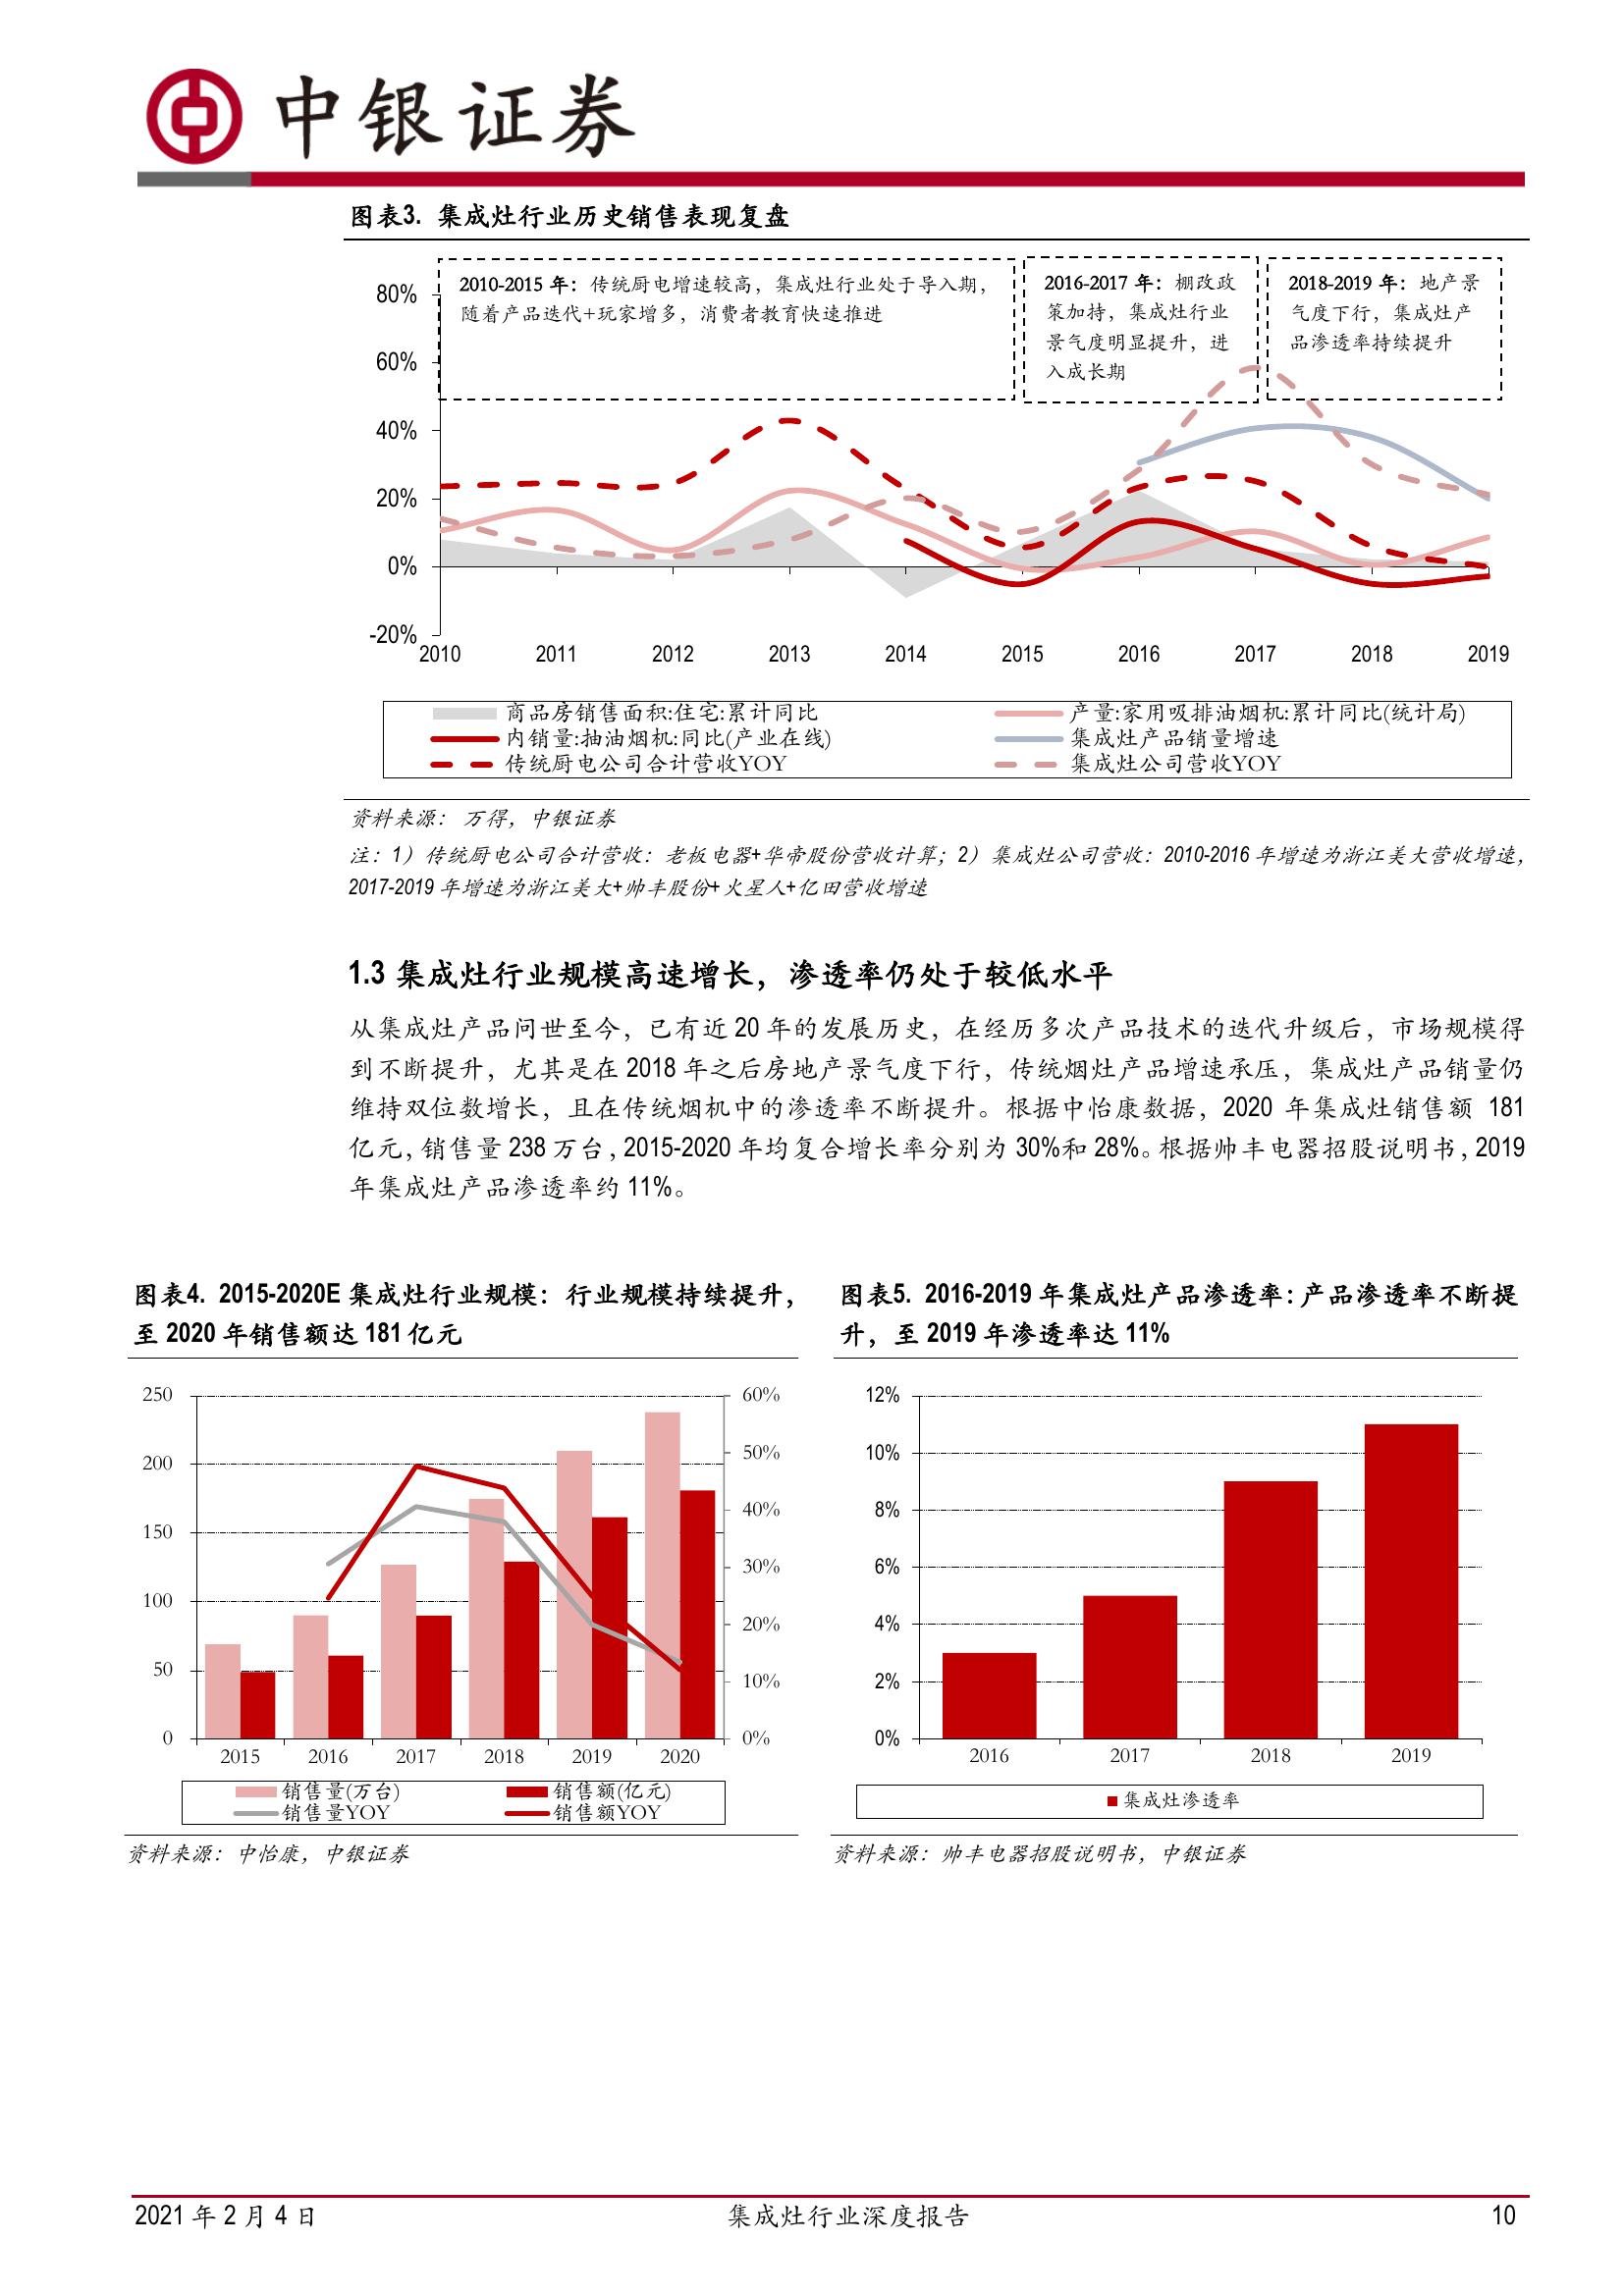 中银证券
图表3. 集成灶行业历史销售表现复盘
2010-2015 年：传统厨电增速较高，集成灶行业处于导入期，
随着产品迭代+玩家增多，消费者教育快速推进
2016-2017 年：棚改政
策加持，集成灶行业
景气度明显提升，进
入成长期
2018-2019 年：地产景
气度下行，集成灶产
品渗透率持续提升
80%
60%
40%
20%
0%
-20%
2010 2011 2012 2013 2014 2015 2016 2017 2018 2019
商品房销售面积:住宅:累计同比 产量:家用吸排油烟机:累计同比(统计局)
内销量:抽油烟机:同比(产业在线) 集成灶产品销量增速
传统厨电公司合计营收YOY 集成灶公司营收YOY
资料来源：万得，中银证券
注：1）传统厨电公司合计营收：老板电器+华帝股份营收计算；2）集成灶公司营收：2010-2016 年增速为浙江美大营收增速，
2017-2019 年增速为浙江美大+帅丰股份+火星人+亿田营收增速
1.3 集成灶行业规模高速增长，渗透率仍处于较低水平
从集成灶产品问世至今，已有近 20 年的发展历史，在经历多次产品技术的迭代升级后，市场规模得
到不断提升，尤其是在 2018 年之后房地产景气度下行，传统烟灶产品增速承压，集成灶产品销量仍
维持双位数增长，且在传统烟机中的渗透率不断提升。根据中怡康数据，2020 年集成灶销售额 181
亿元，销售量 238 万台，2015-2020 年均复合增长率分别为 30%和 28%。根据帅丰电器招股说明书，2019
年集成灶产品渗透率约 11%。
图表4. 2015-2020E 集成灶行业规模：行业规模持续提升，
至 2020 年销售额达 181 亿元
250
200
150
100
50
0
60%
50%
40%
30%
20%
10%
0%
2015 2016 2017 2018 2019 2020
销售量(万台) 销售额(亿元)
销售量YOY 销售额YOY
资料来源：中怡康，中银证券
图表5. 2016-2019 年集成灶产品渗透率：产品渗透率不断提
升，至 2019 年渗透率达 11%
12%
10%
8%
6%
4%
2%
0%
2016 2017 2018 2019
集成灶渗透率
资料来源：帅丰电器招股说明书，中银证券
2021 年 2 月 4 日 集成灶行业深度报告 10